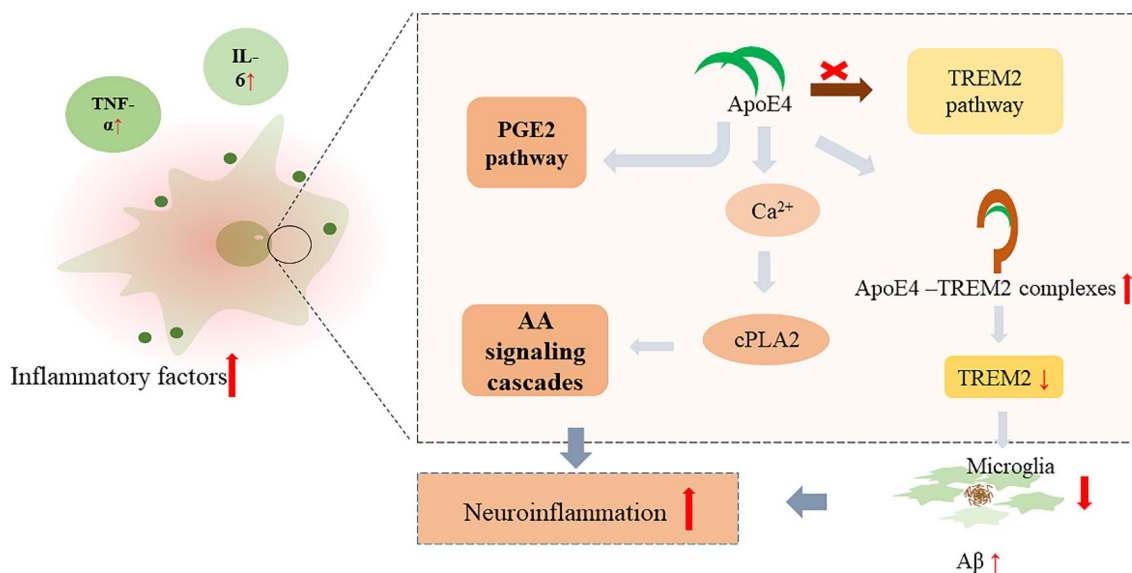 IL-
6↑
TNF-
α↑
Inflammatory factors
ApoE4
TREM2
pathway
PGE2
pathway
Ca²⁺
ApoE4 –TREM2 complexes
AA
signaling
cascades
cPLA2
TREM2 ↓
Microglia
Neuroinflammation
Aβ ↑